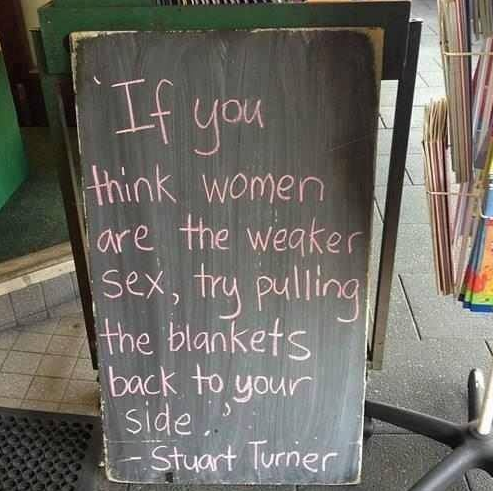 'If you
think women
are the weaker
sex, try pulling
the blankets
back to your
side.'
- Stuart Turner